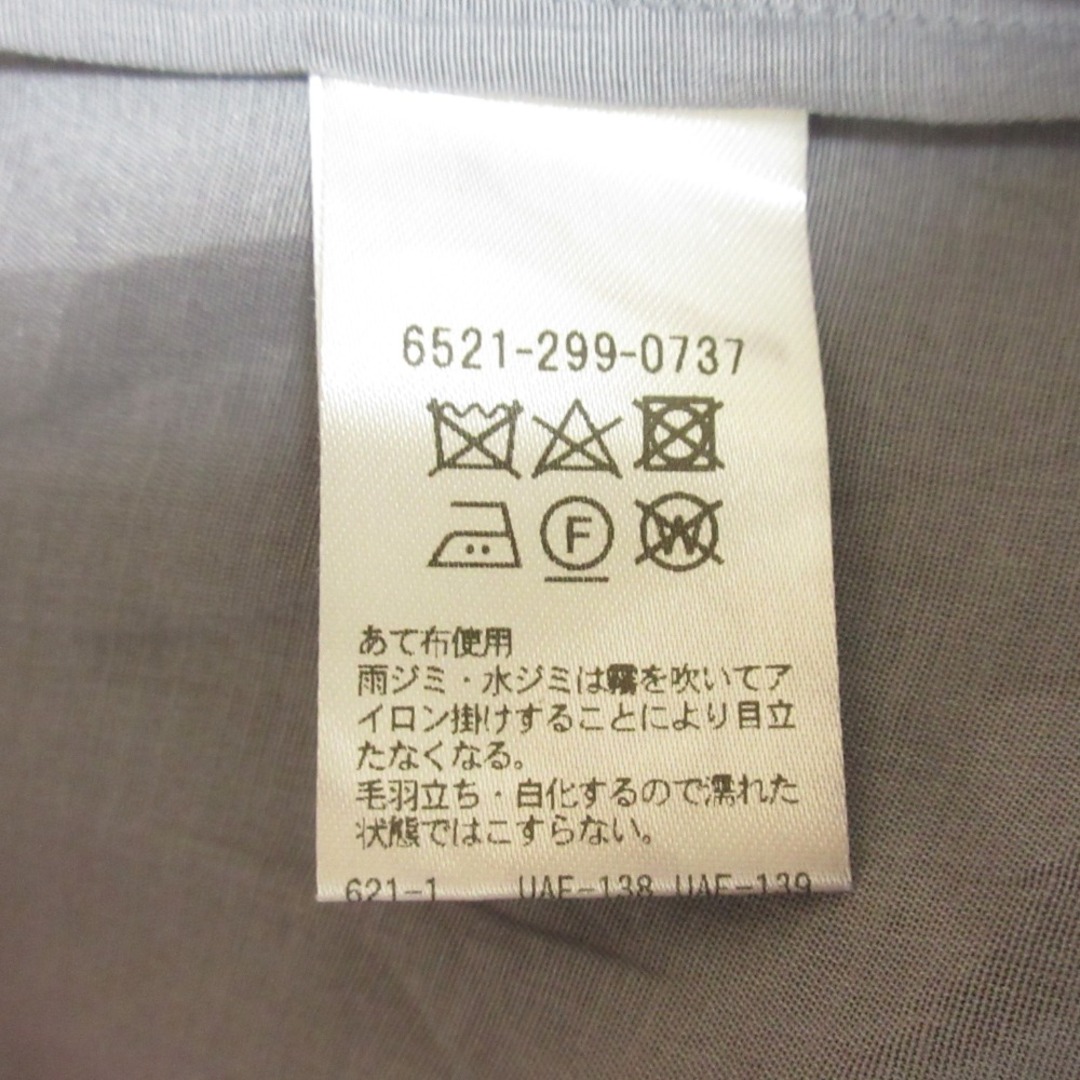 6521-299-0737
F W
あて布使用
雨ジミ・水ジミは霧を吹いてア
イロン掛けすることにより目立
たなくなる。
毛羽立ち・白化するので濡れた
状態ではこすらない。
621-1 UAE-138 UAE-139